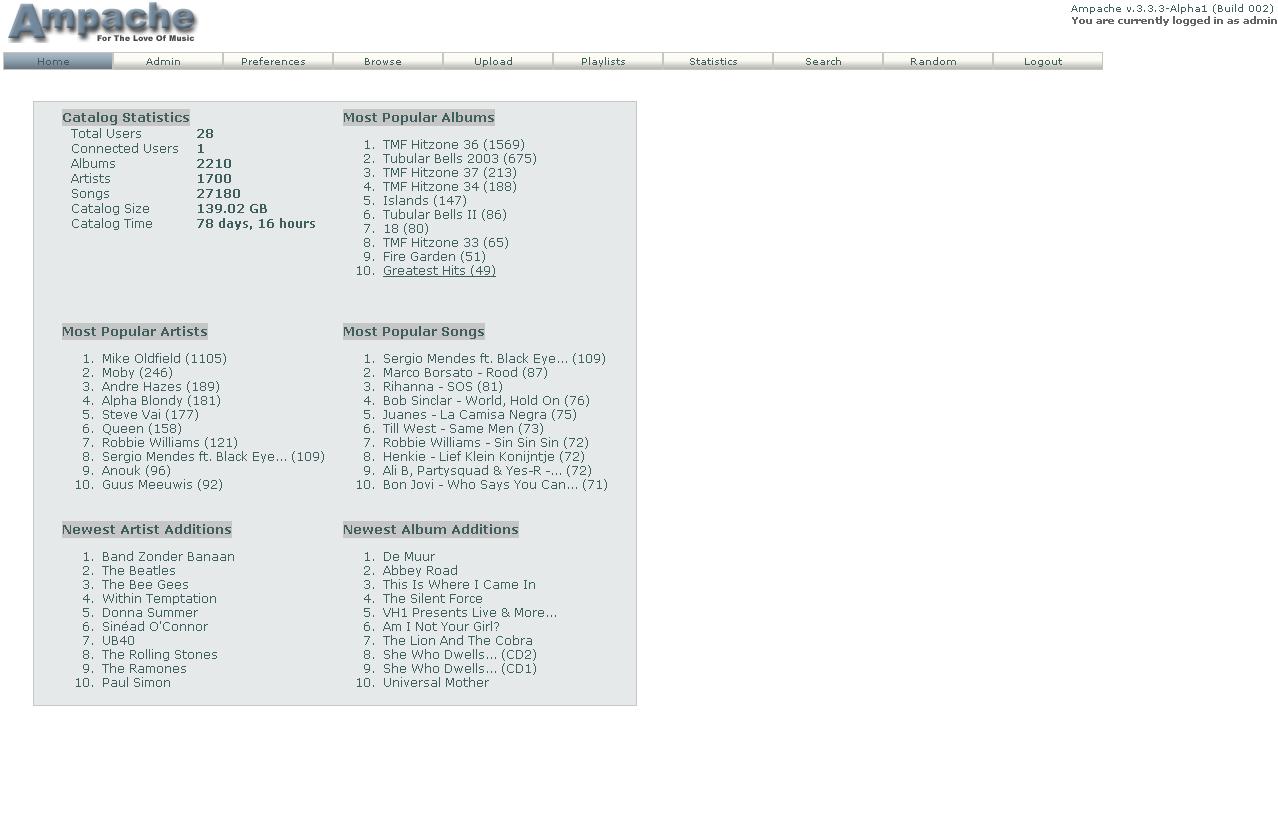 Ampache
For The Love Of Music
Ampache v.3.3.3-Alpha1 (Build 002)
You are currently logged in as admin
Home Admin Preferences Browse Upload Playlists Statistics Search Random Logout
Catalog Statistics
Total Users 28
Connected Users 1
Albums 2210
Artists 1700
Songs 27180
Catalog Size 139.02 GB
Catalog Time 78 days, 16 hours
Most Popular Albums
1. TMF Hitzone 36 (1569)
2. Tubular Bells 2003 (675)
3. TMF Hitzone 37 (213)
4. TMF Hitzone 34 (188)
5. Islands (147)
6. Tubular Bells II (86)
7. 18 (80)
8. TMF Hitzone 33 (65)
9. Fire Garden (51)
10. Greatest Hits (49)
Most Popular Artists
1. Mike Oldfield (1105)
2. Moby (246)
3. Andre Hazes (189)
4. Alpha Blondy (181)
5. Steve Vai (177)
6. Queen (158)
7. Robbie Williams (121)
8. Sergio Mendes ft. Black Eye... (109)
9. Anouk (96)
10. Guus Meeuwis (92)
Most Popular Songs
1. Sergio Mendes ft. Black Eye... (109)
2. Marco Borsato - Rood (87)
3. Rihanna - SOS (81)
4. Bob Sinclar - World, Hold On (76)
5. Juanes - La Camisa Negra (75)
6. Till West - Same Men (73)
7. Robbie Williams - Sin Sin Sin (72)
8. Henkie - Lief Klein Konijntje (72)
9. Ali B, Partysquad & Yes-R -... (72)
10. Bon Jovi - Who Says You Can... (71)
Newest Artist Additions
1. Band Zonder Banaan
2. The Beatles
3. The Bee Gees
4. Within Temptation
5. Donna Summer
6. Sinéad O'Connor
7. UB40
8. The Rolling Stones
9. The Ramones
10. Paul Simon
Newest Album Additions
1. De Muur
2. Abbey Road
3. This Is Where I Came In
4. The Silent Force
5. VH1 Presents Live & More...
6. Am I Not Your Girl?
7. The Lion And The Cobra
8. She Who Dwells... (CD2)
9. She Who Dwells... (CD1)
10. Universal Mother